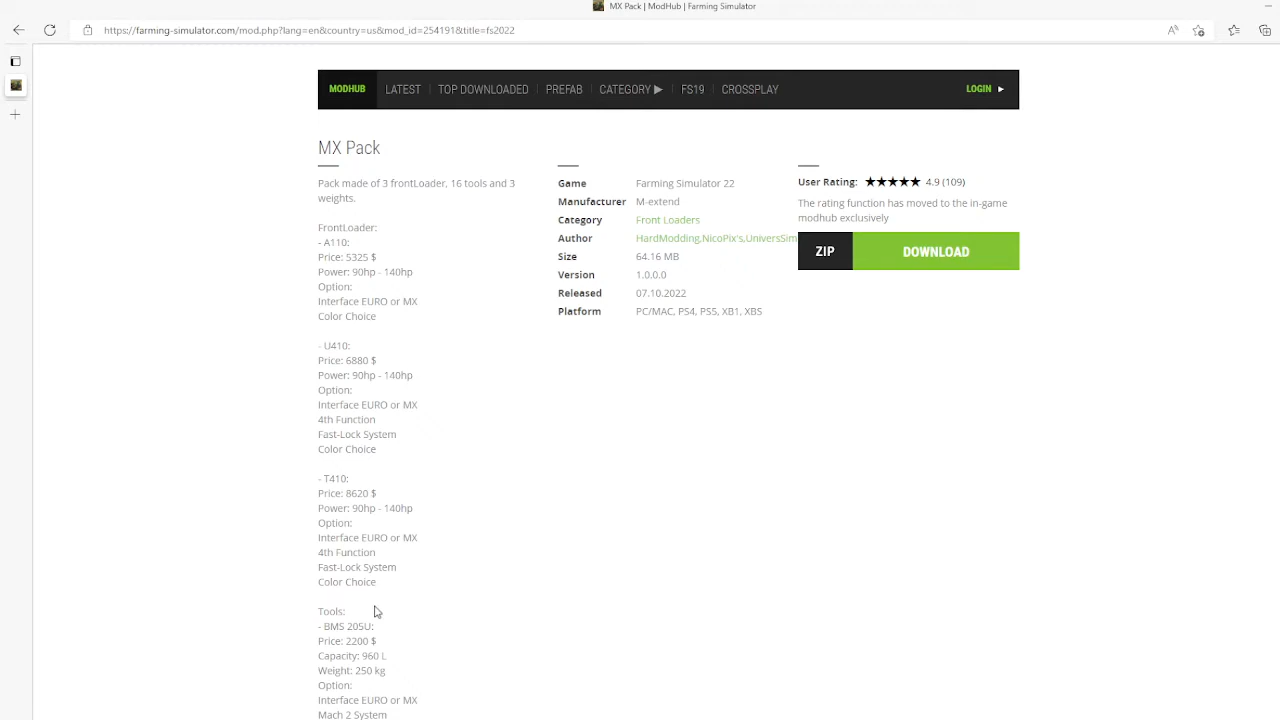 MX Pack | ModHub | Farming Simulator
https://farming-simulator.com/mod.php?lang=en&country=us&mod_id=254191&title=fs2022
MODHUB LATEST TOP DOWNLOADED PREFAB CATEGORY ▶ FS19 CROSSPLAY LOGIN ▶
MX Pack
Pack made of 3 frontLoader, 16 tools and 3
weights.
FrontLoader:
- A110:
Price: 5325 $
Power: 90hp - 140hp
Option:
Interface EURO or MX
Color Choice
- U410:
Price: 6880 $
Power: 90hp - 140hp
Option:
Interface EURO or MX
4th Function
Fast-Lock System
Color Choice
- T410:
Price: 8620 $
Power: 90hp - 140hp
Option:
Interface EURO or MX
4th Function
Fast-Lock System
Color Choice
Tools:
- BMS 205U:
Price: 2200 $
Capacity: 960 L
Weight: 250 kg
Option:
Interface EURO or MX
Mach 2 System
Game Farming Simulator 22
Manufacturer M-extend
Category Front Loaders
Author HardModding,NicoPix's,UniversSim
Size 64.16 MB
Version 1.0.0.0
Released 07.10.2022
Platform PC/MAC, PS4, PS5, XB1, XBS
User Rating: ★★★★★ 4.9 (109)
The rating function has moved to the in-game
modhub exclusively
ZIP DOWNLOAD